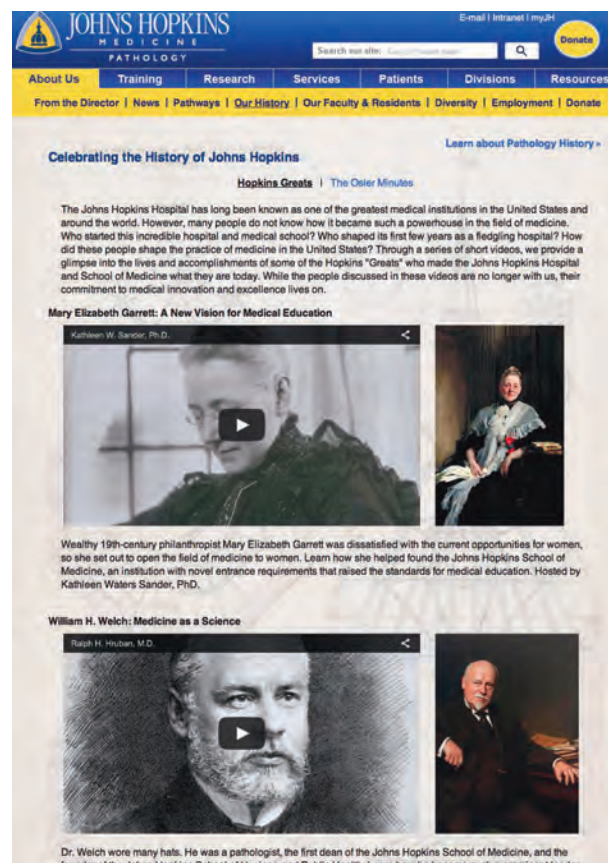 JOHNS HOPKINS
MEDICINE
PATHOLOGY
E-mail | Intranet | myJH
Search our site:
Donate
About Us Training Research Services Patients Divisions Resources
From the Director | News | Pathways | Our History | Our Faculty & Residents | Diversity | Employment | Donate
Learn about Pathology History »
Celebrating the History of Johns Hopkins
Hopkins Greats | The Osler Minutes
The Johns Hopkins Hospital has long been known as one of the greatest medical institutions in the United States and
around the world. However, many people do not know how it became such a powerhouse in the field of medicine.
Who started this incredible hospital and medical school? Who shaped its first few years as a fledgling hospital? How
did these people shape the practice of medicine in the United States? Through a series of short videos, we provide a
glimpse into the lives and accomplishments of some of the Hopkins "Greats" who made the Johns Hopkins Hospital
and School of Medicine what they are today. While the people discussed in these videos are no longer with us, their
commitment to medical innovation and excellence lives on.
Mary Elizabeth Garrett: A New Vision for Medical Education
Kathleen W. Sander, Ph.D.
Wealthy 19th-century philanthropist Mary Elizabeth Garrett was dissatisfied with the current opportunities for women,
so she set out to open the field of medicine to women. Learn how she helped found the Johns Hopkins School of
Medicine, an institution with novel entrance requirements that raised the standards for medical education. Hosted by
Kathleen Waters Sander, PhD.
William H. Welch: Medicine as a Science
Ralph H. Hruban, M.D.
Dr. Welch wore many hats. He was a pathologist, the first dean of the Johns Hopkins School of Medicine, and the